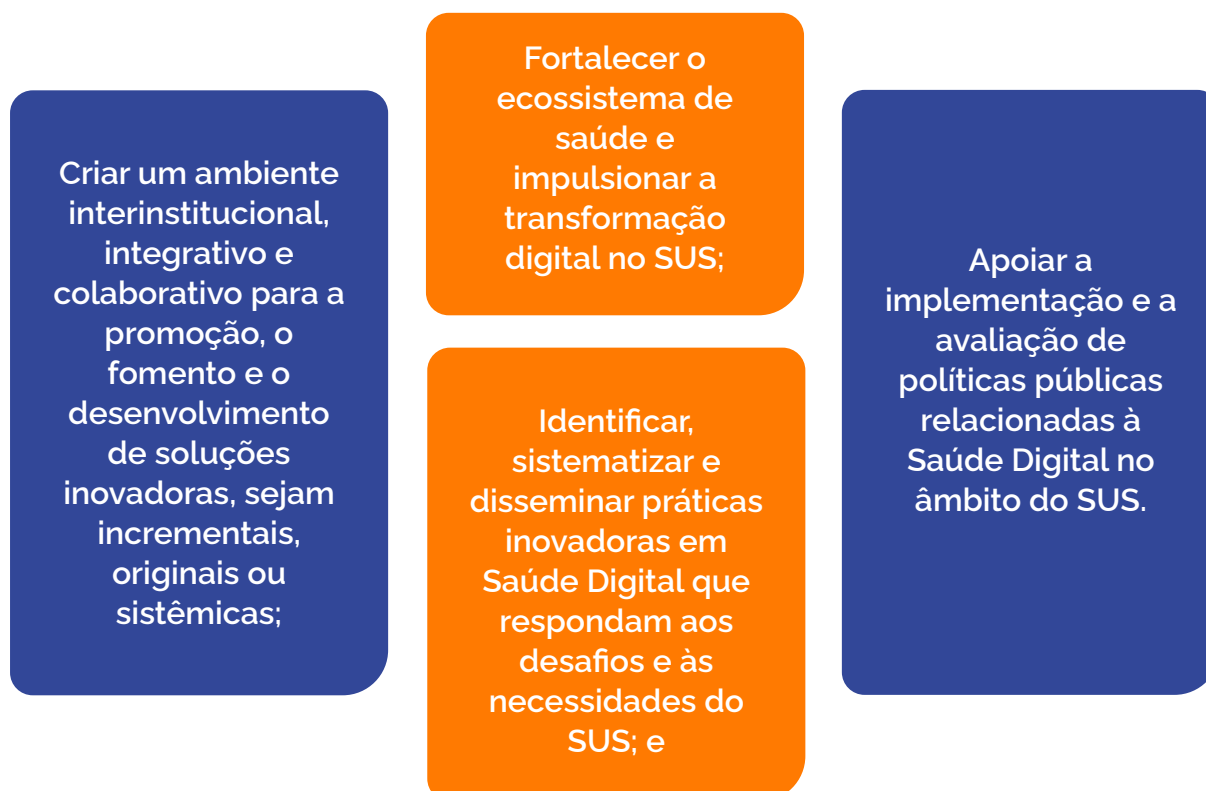 Criar um ambiente
interinstitucional,
integrativo e
colaborativo para a
promoção, o
fomento e o
desenvolvimento
de soluções
inovadoras, sejam
incrementais,
originais ou
sistêmicas;
Fortalecer o
ecossistema de
saúde e
impulsionar a
transformação
digital no SUS;
Identificar,
sistematizar e
disseminar práticas
inovadoras em
Saúde Digital que
respondam aos
desafios e às
necessidades do
SUS; e
Apoiar a
implementação e a
avaliação de
políticas públicas
relacionadas à
Saúde Digital no
âmbito do SUS.